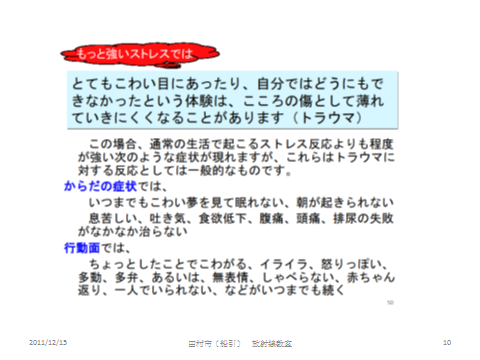 もっと強いストレスでは
とてもこわい目にあったり、自分ではどうにもで
きなかったという体験は、こころの傷として薄れ
ていきにくくなることがあります（トラウマ）
この場合、通常の生活で起こるストレス反応よりも程度
が強い次のような症状が現れますが、これらはトラウマに
対する反応としては一般的なものです。
からだの症状では、
いつまでもこわい夢を見て眠れない、朝が起きられない
息苦しい、吐き気、食欲低下、腹痛、頭痛、排尿の失敗
がなかなか治らない
行動面では、
ちょっとしたことでこわがる、イライラ、怒りっぽい、
多動、多弁、あるいは、無表情、しゃべらない、赤ちゃん
返り、一人でいられない、などがいつまでも続く
2011/12/15 田村市（船引） 放射線教室 10